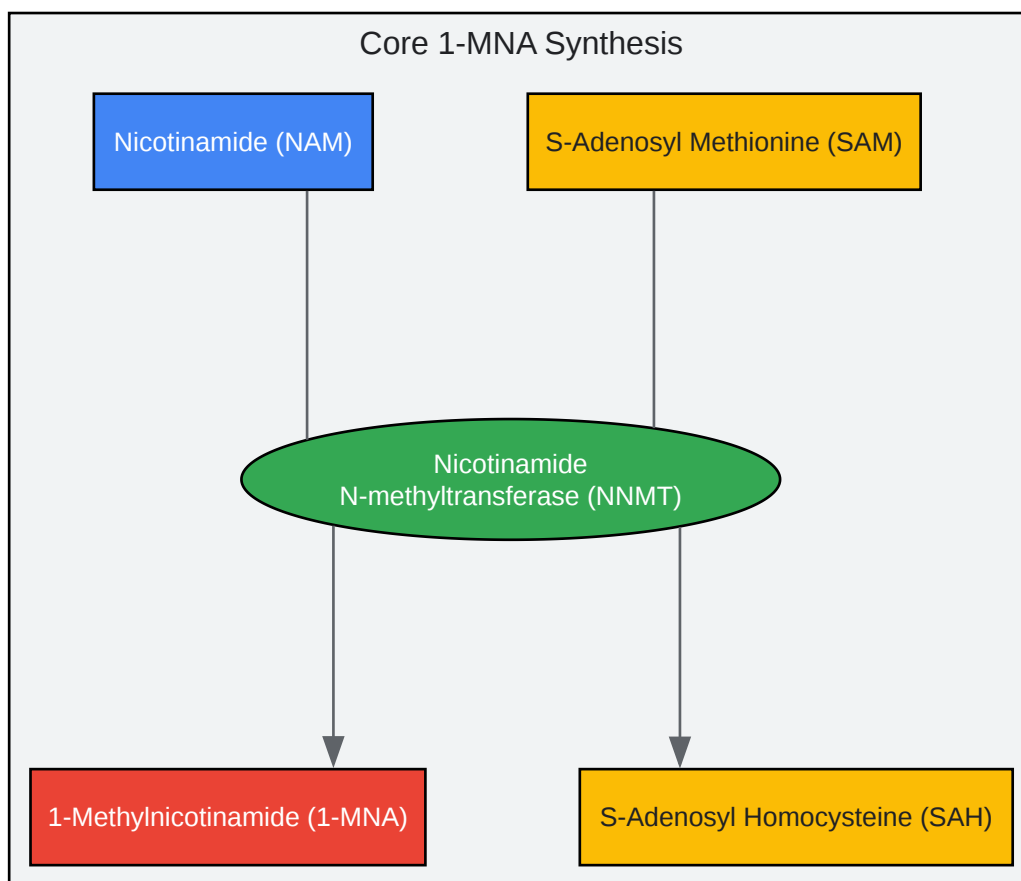 Core 1-MNA Synthesis
Nicotinamide (NAM)
S-Adenosyl Methionine (SAM)
Nicotinamide
N-methyltransferase (NNMT)
1-Methylnicotinamide (1-MNA)
S-Adenosyl Homocysteine (SAH)